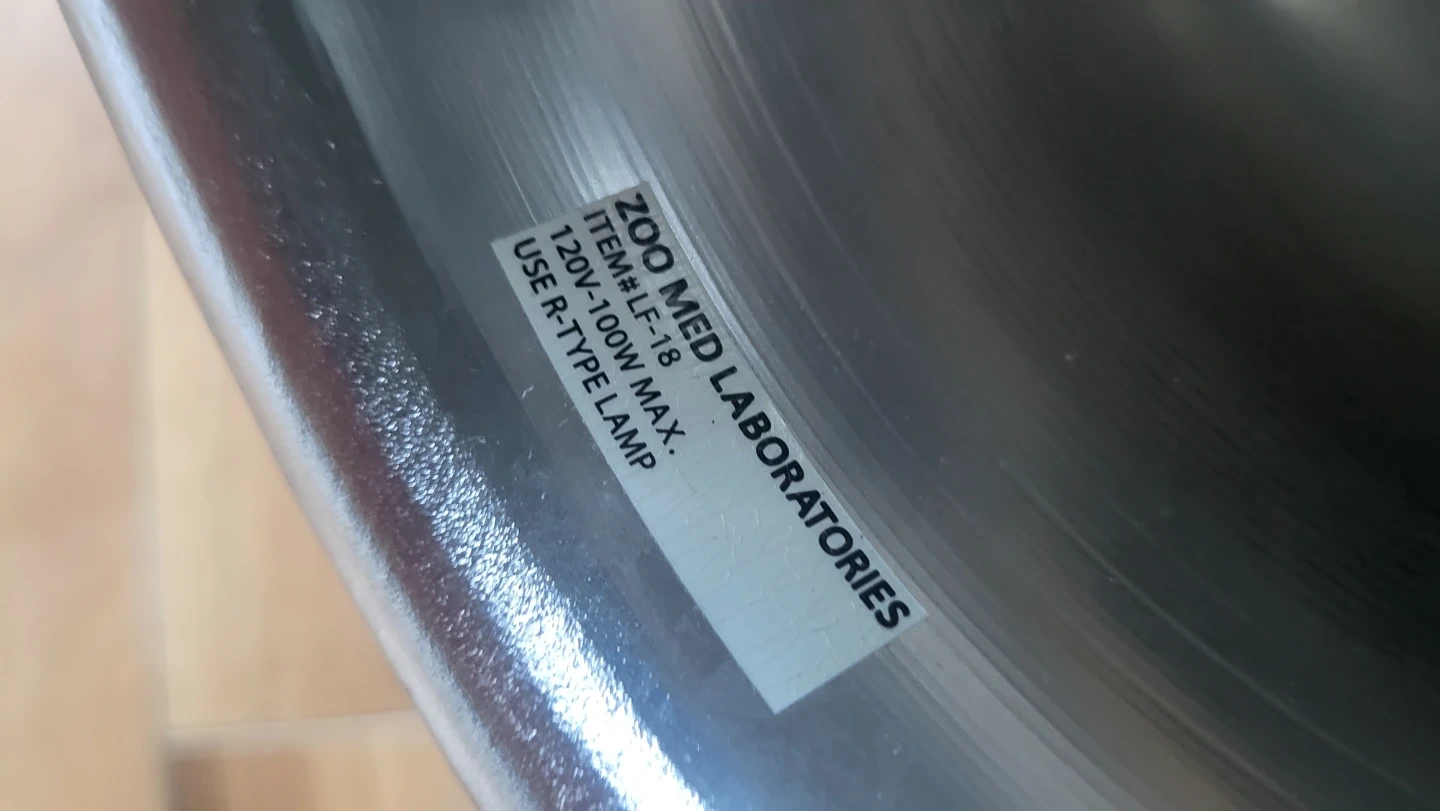 ZOO MED LABORATORIES
ITEM# LF-18
120V-100W MAX.
USE R-TYPE LAMP